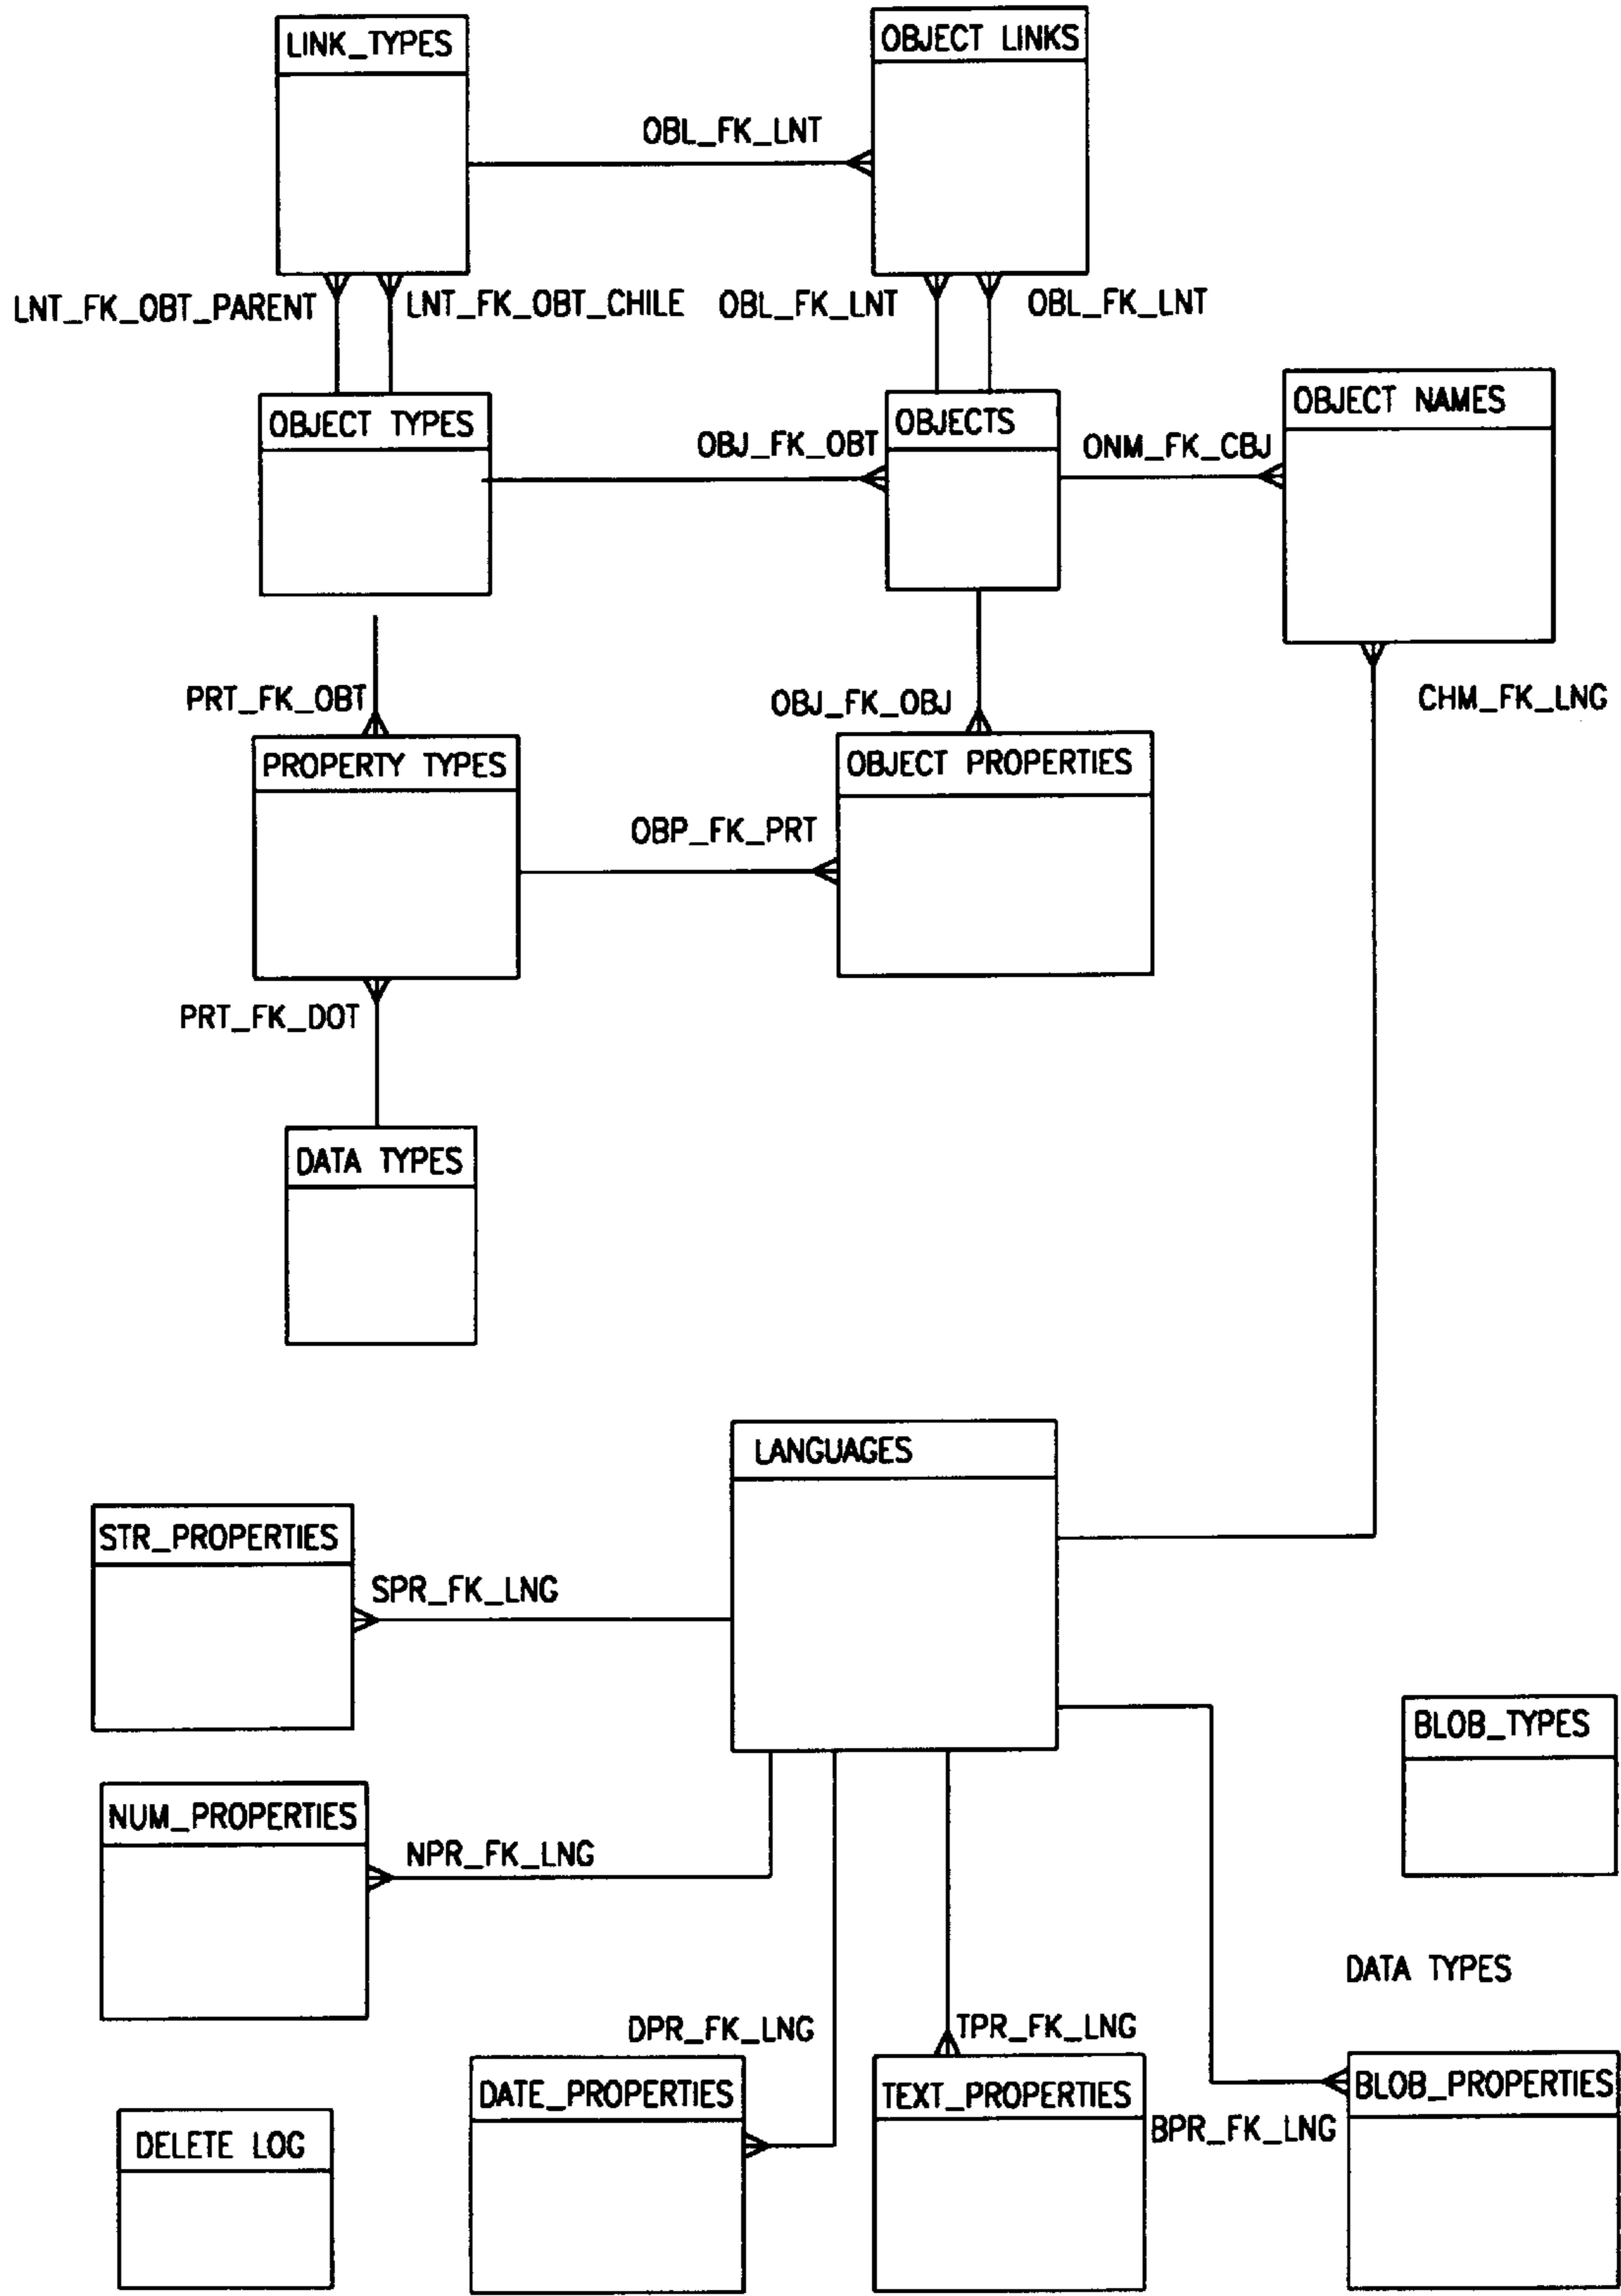 LINK_TYPES
OBJECT LINKS
OBL_FK_LNT
LNT_FK_OBT_PARENT
LNT_FK_OBT_CHILE
OBL_FK_LNT
OBL_FK_LNT
OBJECT TYPES
OBJECTS
OBJECT NAMES
OBJ_FK_OBT
ONM_FK_CBJ
PRT_FK_OBT
OBJ_FK_OBJ
CHM_FK_LNG
PROPERTY TYPES
OBJECT PROPERTIES
OBP_FK_PRT
PRT_FK_DOT
DATA TYPES
LANGUAGES
STR_PROPERTIES
SPR_FK_LNG
BLOB_TYPES
NUM_PROPERTIES
NPR_FK_LNG
DATA TYPES
DPR_FK_LNG
TPR_FK_LNG
DATE_PROPERTIES
TEXT_PROPERTIES
BLOB_PROPERTIES
BPR_FK_LNG
DELETE LOG